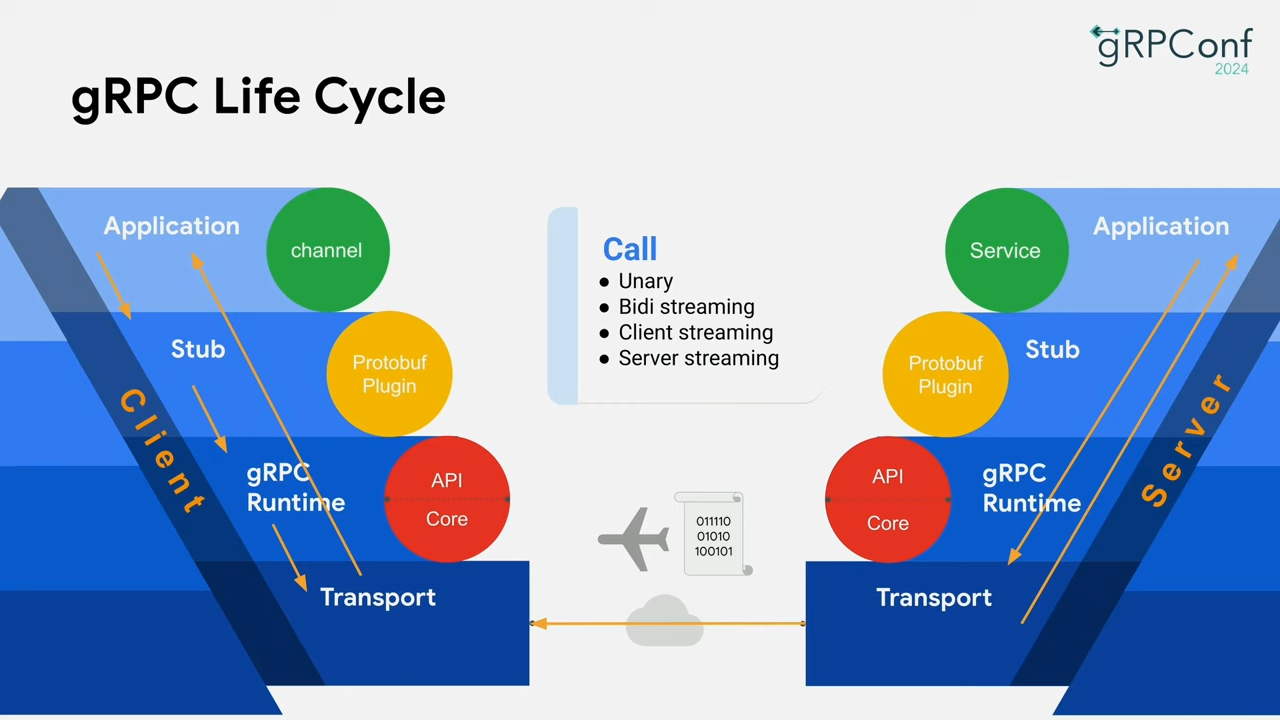 gRPConf
2024
gRPC Life Cycle
Application
channel
Stub
Protobuf
Plugin
Client
gRPC
Runtime
API
Core
Transport
Call
● Unary
● Bidi streaming
● Client streaming
● Server streaming
011110
01010
100101
Service
Application
Protobuf
Plugin
Stub
API
Core
gRPC
Runtime
Server
Transport